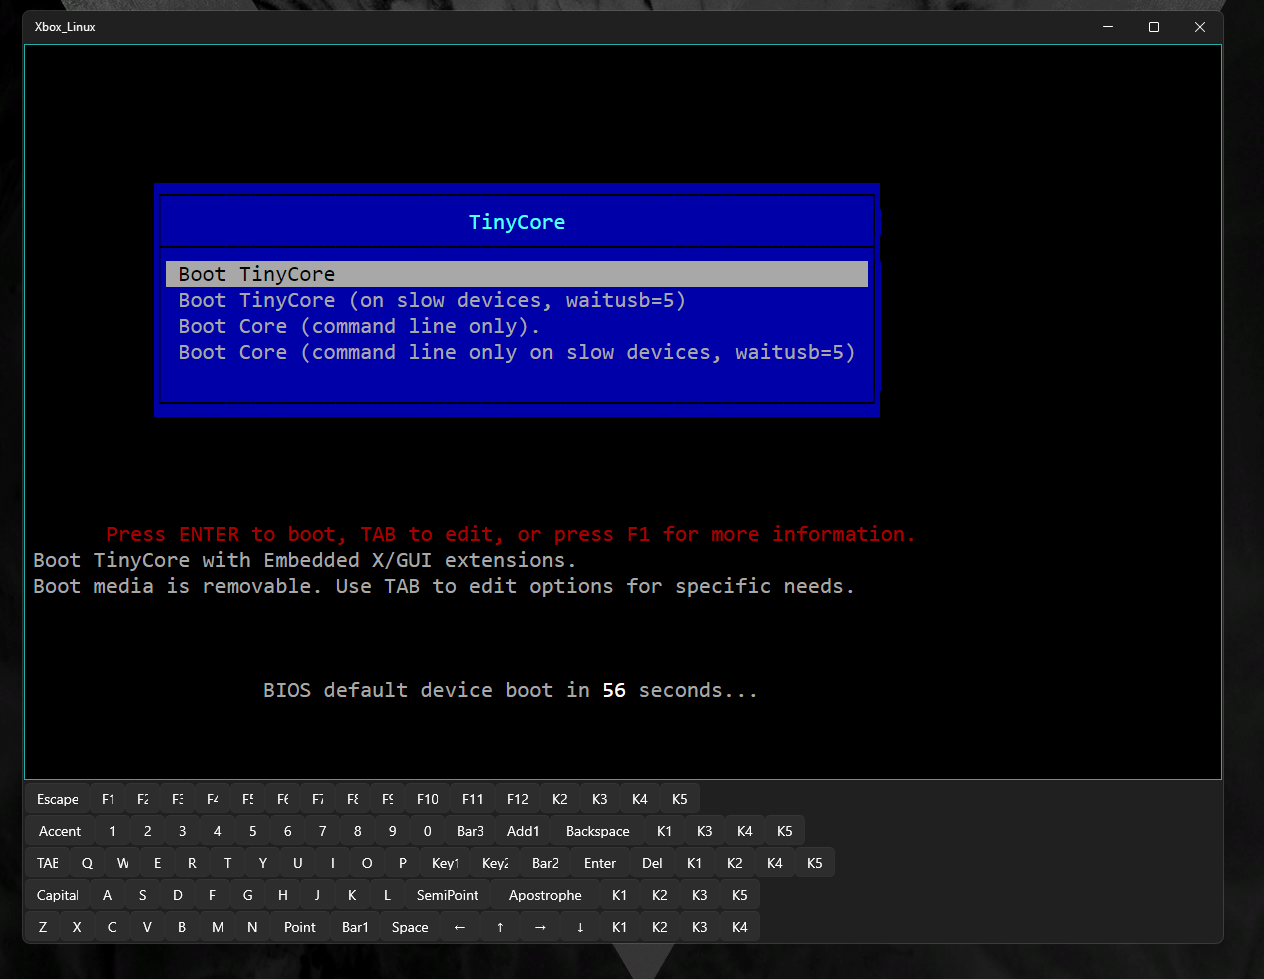 Xbox_Linux
TinyCore
Boot TinyCore
Boot TinyCore (on slow devices, waitusb=5)
Boot Core (command line only).
Boot Core (command line only on slow devices, waitusb=5)
Press ENTER to boot, TAB to edit, or press F1 for more information.
Boot TinyCore with Embedded X/GUI extensions.
Boot media is removable. Use TAB to edit options for specific needs.
BIOS default device boot in 56 seconds...
Escape F1 F2 F3 F4 F5 F6 F7 F8 F9 F10 F11 F12 K2 K3 K4 K5
Accent 1 2 3 4 5 6 7 8 9 0 Bar3 Add1 Backspace K1 K3 K4 K5
TAB Q W E R T Y U I O P Key1 Key2 Bar2 Enter Del K1 K2 K4 K5
Capital A S D F G H J K L SemiPoint Apostrophe K1 K2 K3 K5
Z X C V B M N Point Bar1 Space ← ↑ → ↓ K1 K2 K3 K4